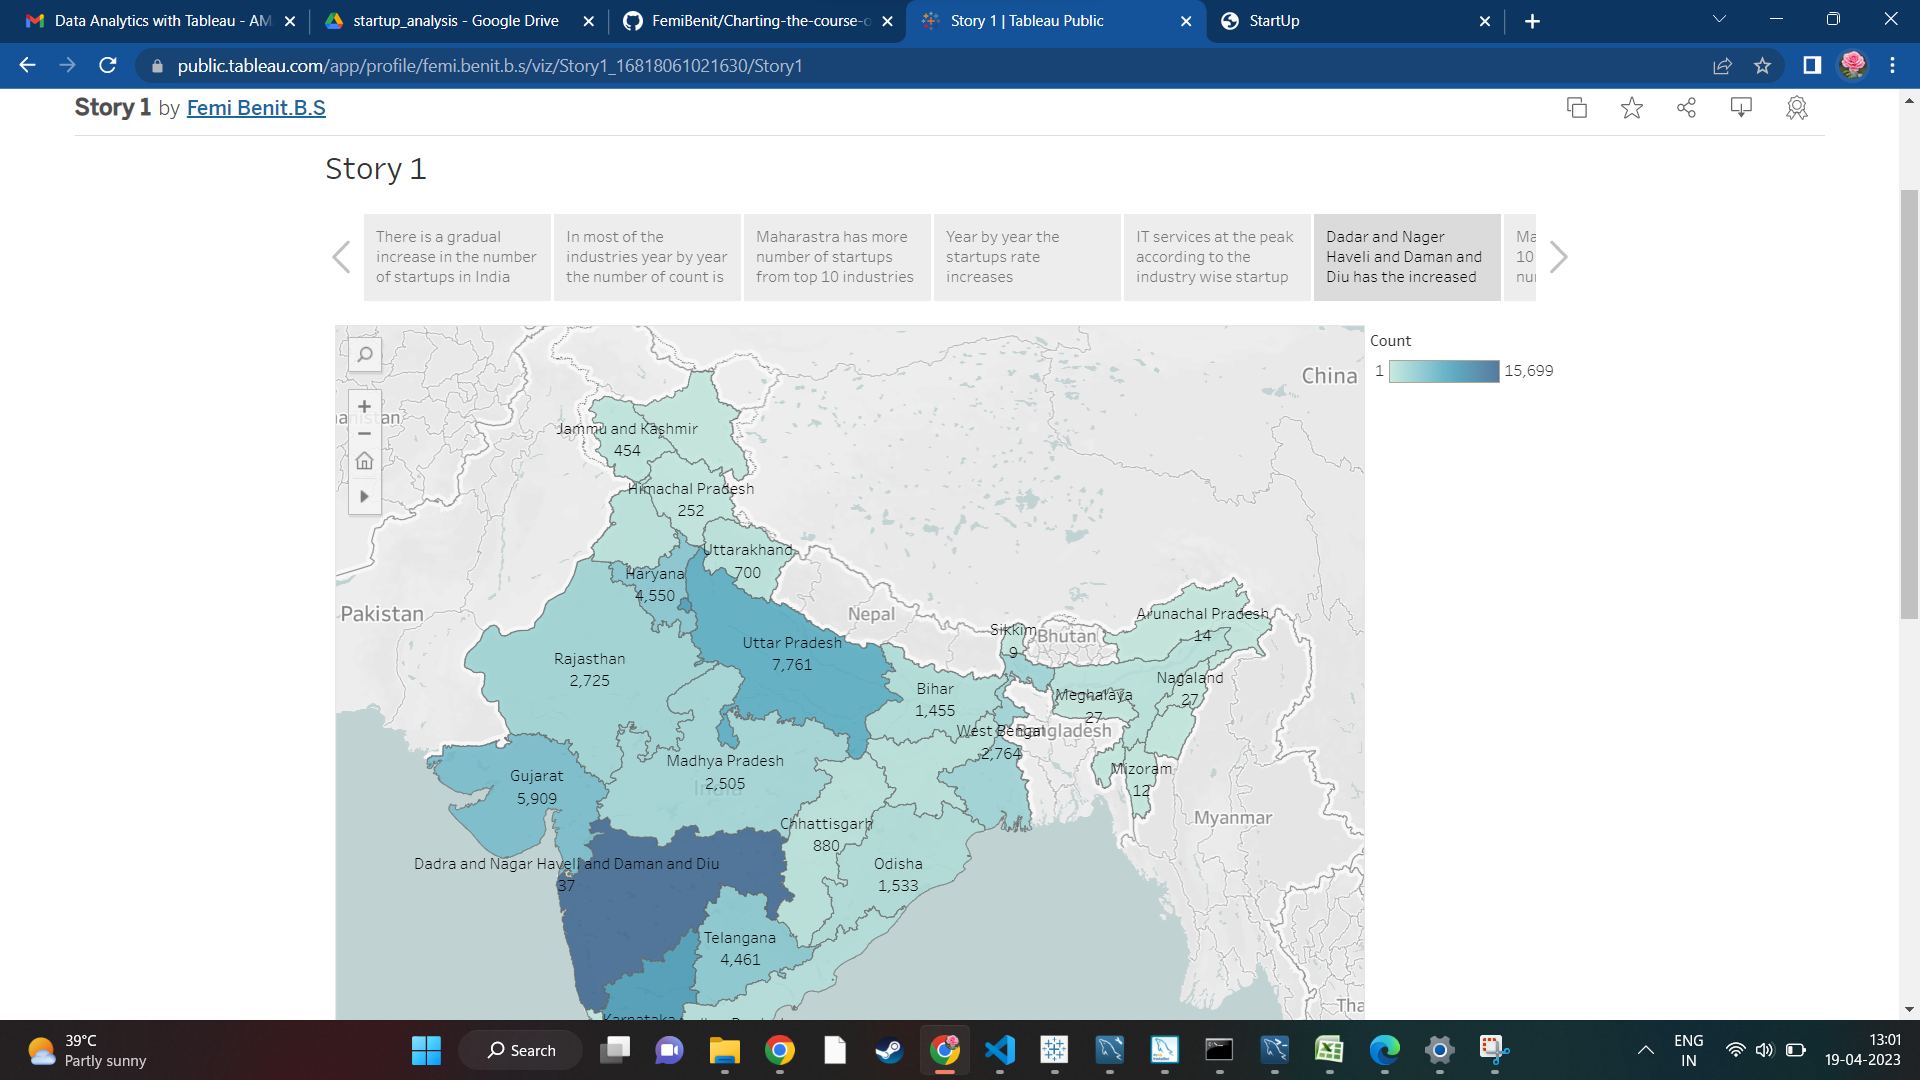 Data Analytics with Tableau - AM
startup_analysis - Google Drive
FemiBenit/Charting-the-course-o
Story 1 | Tableau Public
StartUp
public.tableau.com/app/profile/femi.benit.b.s/viz/Story1_16818061021630/Story1
Story 1 by Femi Benit.B.S
Story 1
There is a gradual
increase in the number
of startups in India
In most of the
industries year by year
the number of count is
Maharastra has more
number of startups
from top 10 industries
Year by year the
startups rate
increases
IT services at the peak
according to the
industry wise startup
Dadar and Nager
Haveli and Daman and
Diu has the increased
Ma
10
nu
Count
1
15,699
China
anistan
Jammu and Kashmir
454
Himachal Pradesh
252
Uttarakhand
700
Haryana
4,550
Pakistan
Nepal
Arunachal Pradesh
14
Sikkim
9
Bhutan
Uttar Pradesh
7,761
Rajasthan
2,725
Nagaland
27
Bihar
1,455
Meghalaya
27
West Bengal
2,764
Bangladesh
Madhya Pradesh
2,505
India
Mizoram
12
Gujarat
5,909
Myanmar
Chhattisgarh
880
Dadra and Nagar Haveli and Daman and Diu
37
Odisha
1,533
Telangana
4,461
Tha
Karnataka
39°C
Partly sunny
Search
ENG
IN
13:01
19-04-2023